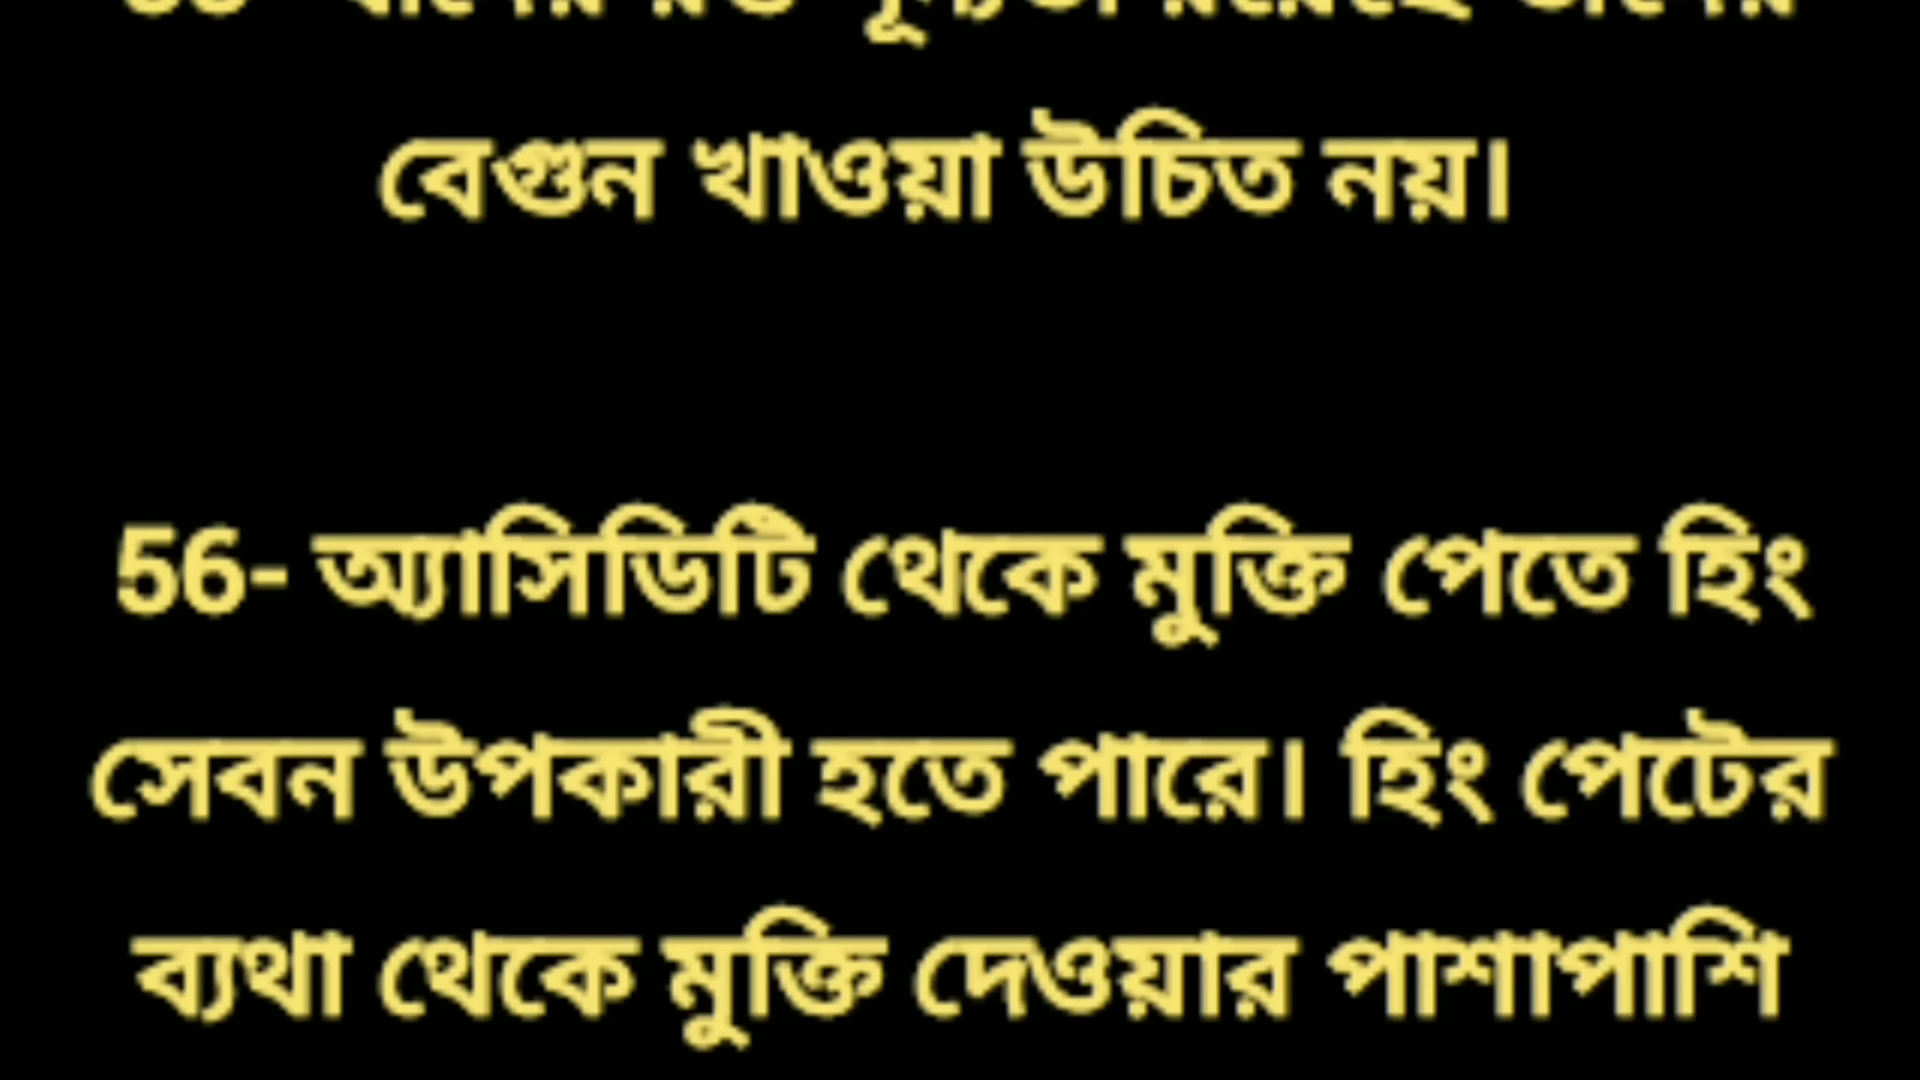 বেগুন খাওয়া উচিত নয়।
56- অ্যাসিডিটি থেকে মুক্তি পেতে হিং
সেবন উপকারী হতে পারে। হিং পেটের
ব্যথা থেকে মুক্তি দেওয়ার পাশাপাশি